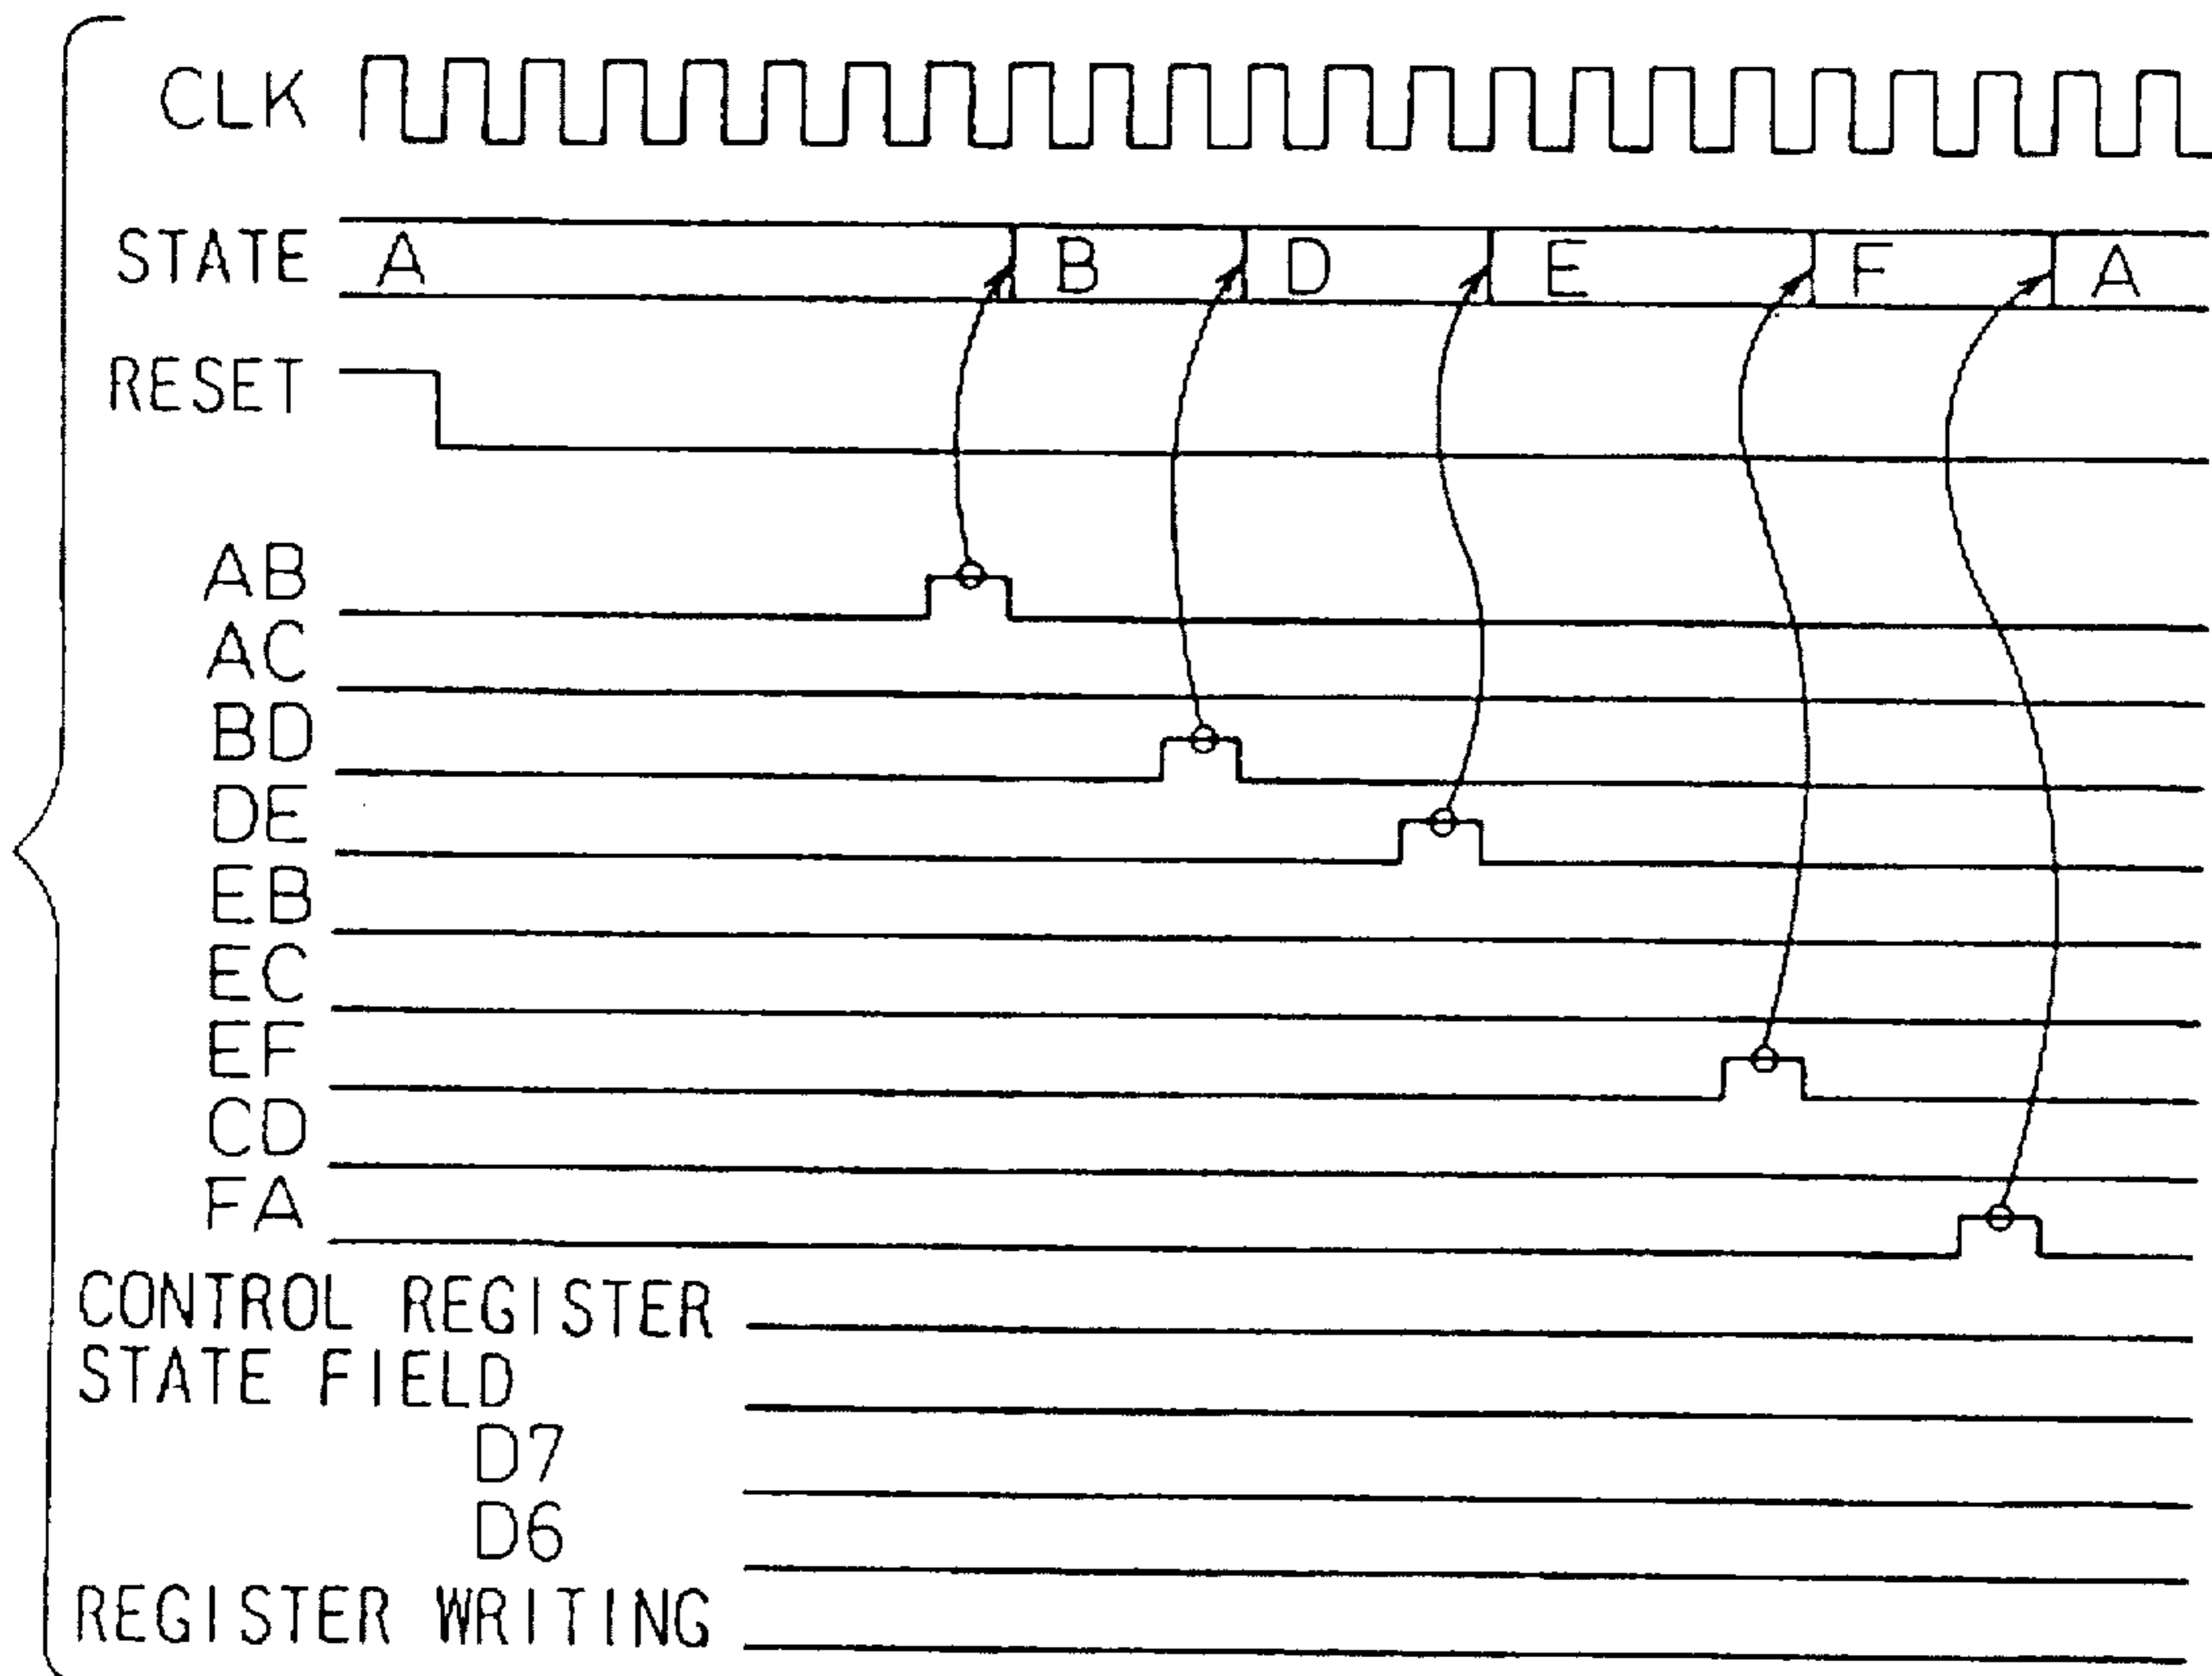 CLK
STATE A B D E F A
RESET
AB
AC
BD
DE
EB
EC
EF
CD
FA
CONTROL REGISTER
STATE FIELD
D7
D6
REGISTER WRITING